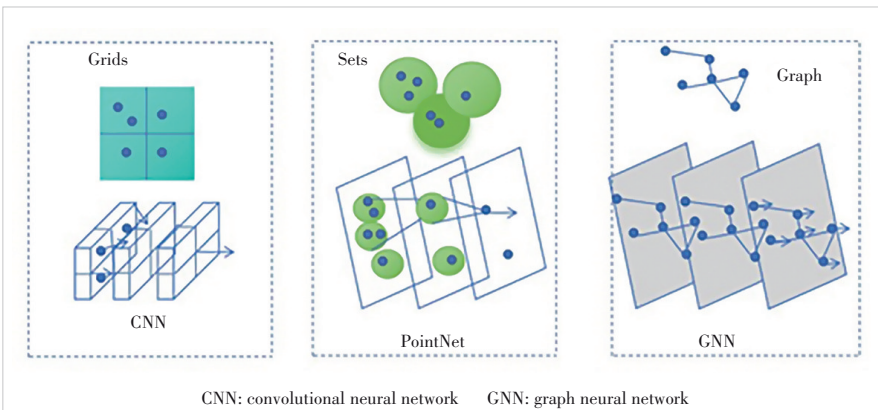 Grids
CNN
Sets
PointNet
Graph
GNN
CNN: convolutional neural network GNN: graph neural network